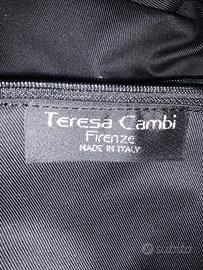 Teresa Cambi
Firenze
MADE IN ITALY
subito